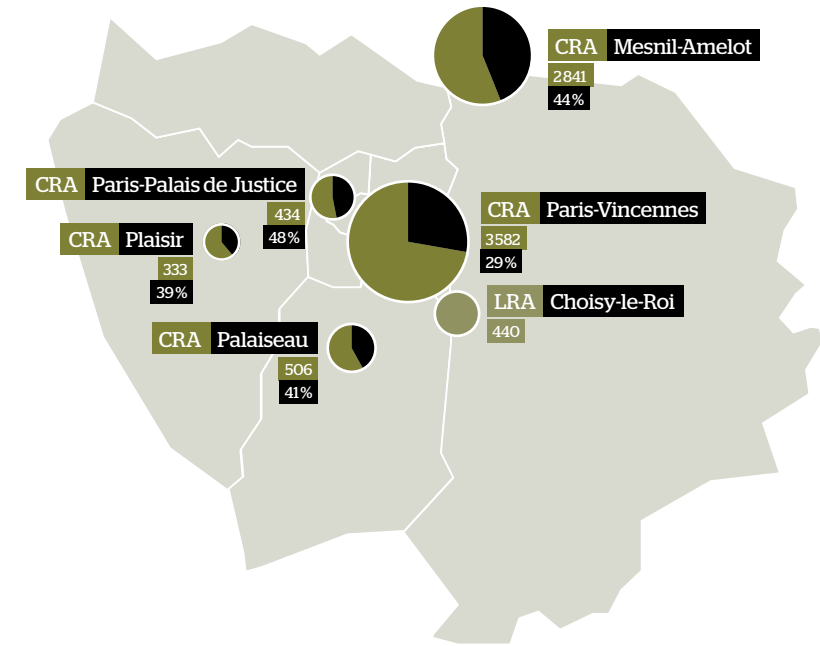 CRA Mesnil-Amelot
2841
44%
CRA Paris-Palais de Justice
434
48%
CRA Paris-Vincennes
3582
29%
CRA Plaisir
333
39%
LRA Choisy-le-Roi
440
CRA Palaiseau
506
41%